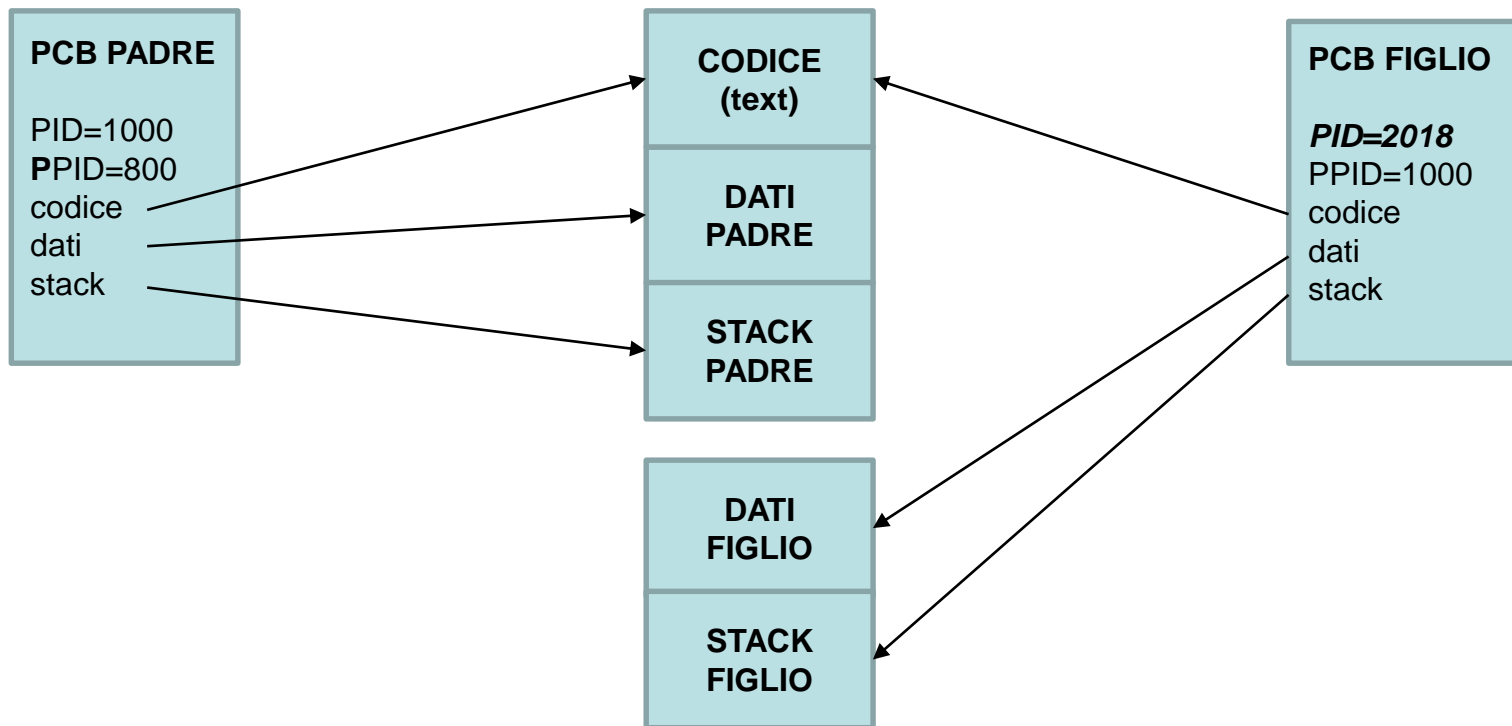 PCB PADRE
PID=1000
PPID=800
codice
dati
stack
CODICE
(text)
DATI
PADRE
STACK
PADRE
DATI
FIGLIO
STACK
FIGLIO
PCB FIGLIO
PID=2018
PPID=1000
codice
dati
stack